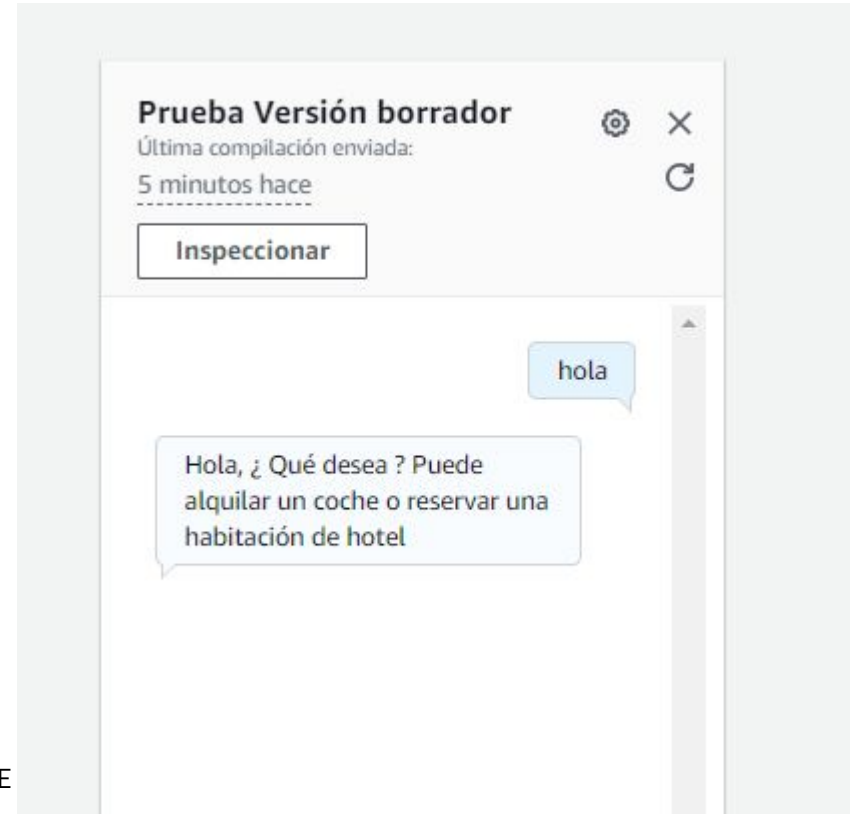 Prueba Versión borrador
Última compilación enviada:
5 minutos hace
Inspeccionar
hola
Hola, ¿ Qué desea ? Puede
alquilar un coche o reservar una
habitación de hotel
E